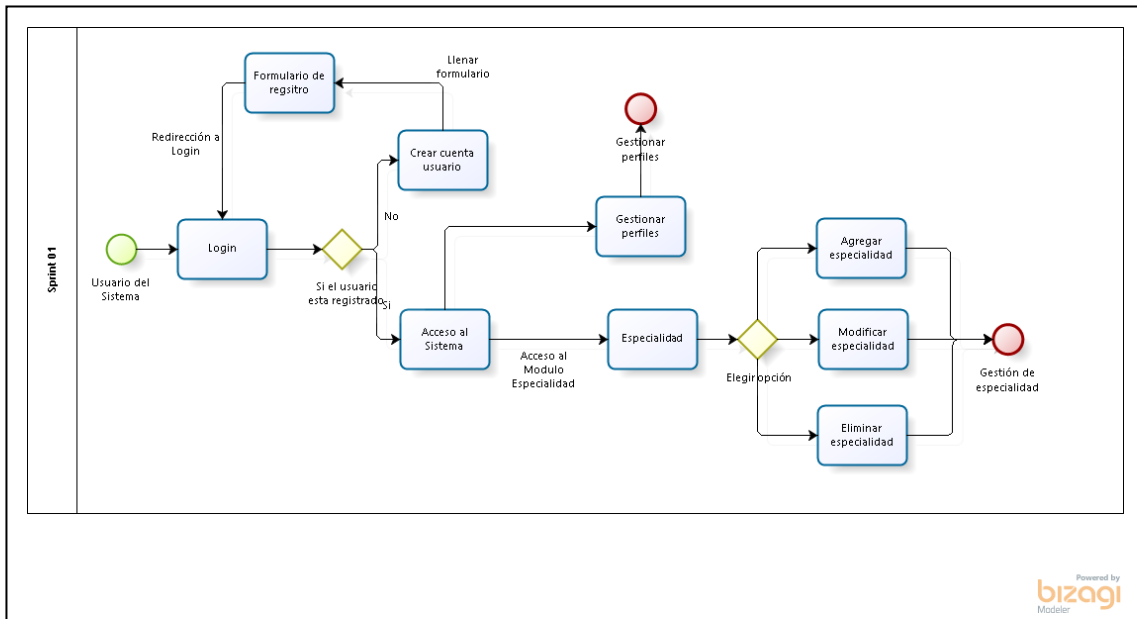 Sprint 01
Usuario del
Sistema
Login
Redirección a
Login
Formulario de
regsitro
Llenar
formulario
Crear cuenta
usuario
Si el usuario
esta registrado
No
Si
Acceso al
Sistema
Gestionar
perfiles
Gestionar
perfiles
Acceso al
Modulo
Especialidad
Especialidad
Elegir opción
Agregar
especialidad
Modificar
especialidad
Eliminar
especialidad
Gestión de
especialidad
Powered by
bizagi
Modeler